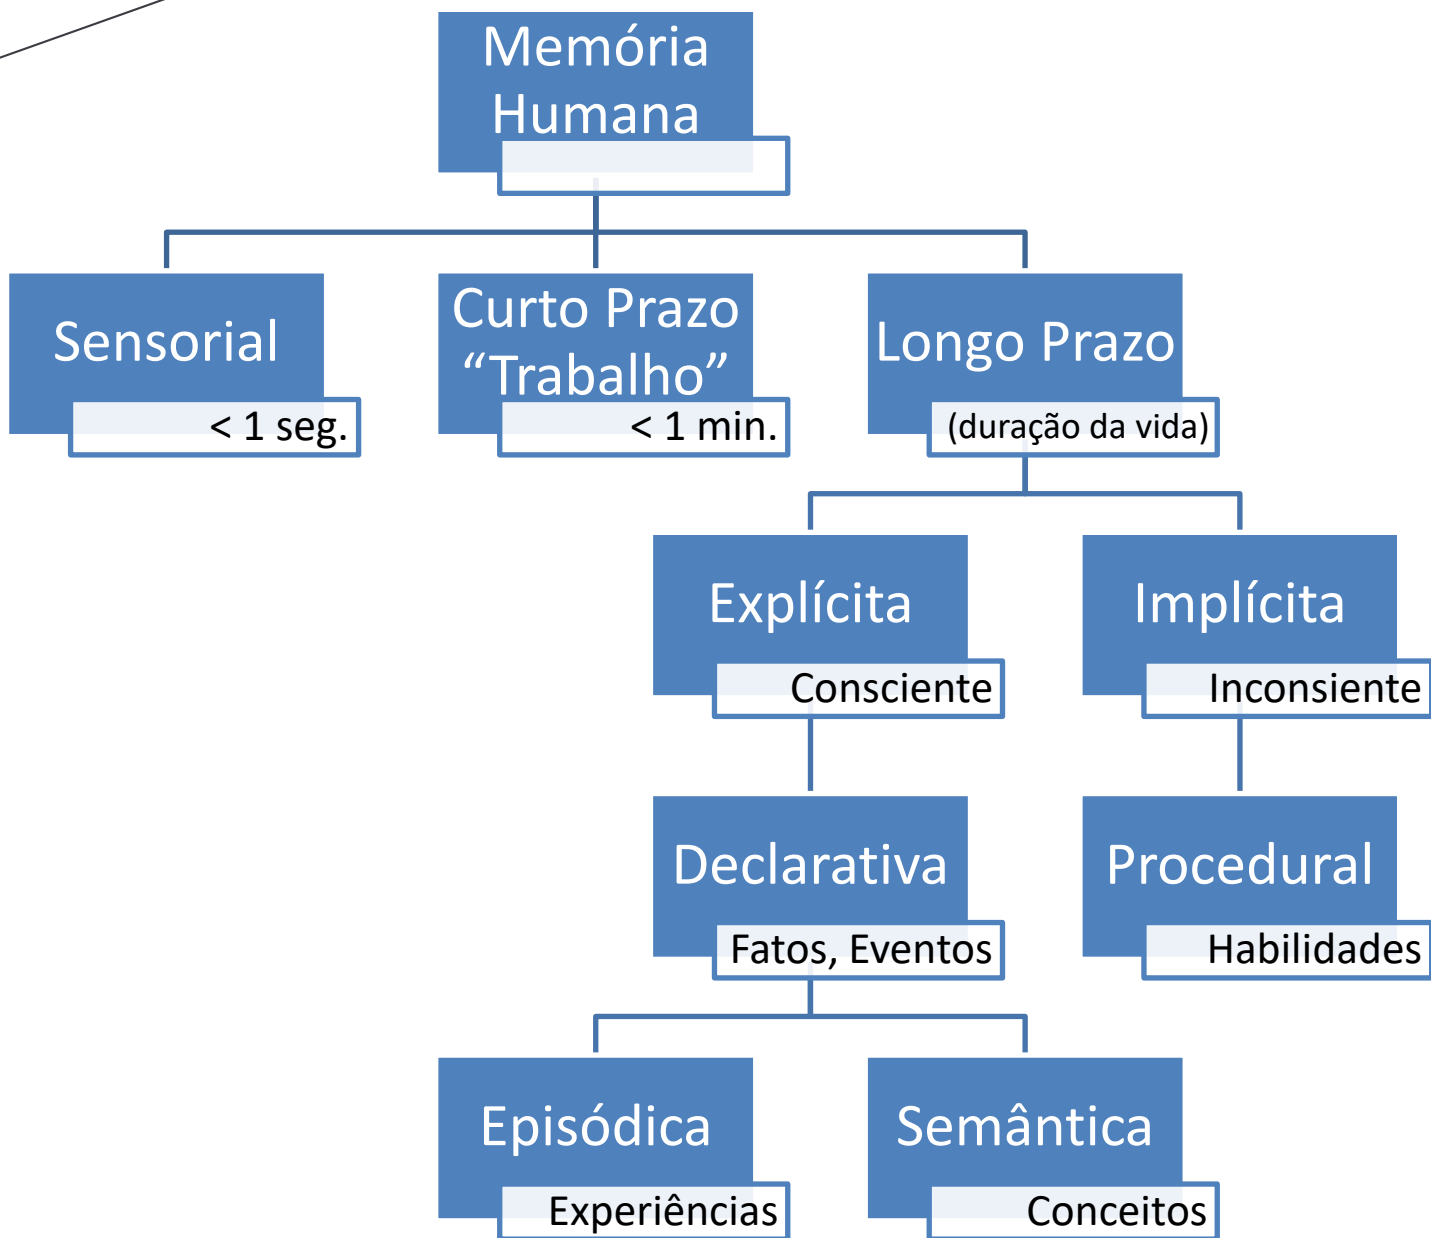 Memória
Humana
Sensorial
< 1 seg.
Curto Prazo
“Trabalho”
< 1 min.
Longo Prazo
(duração da vida)
Explícita
Consciente
Implícita
Inconsiente
Declarativa
Fatos, Eventos
Procedural
Habilidades
Episódica
Experiências
Semântica
Conceitos